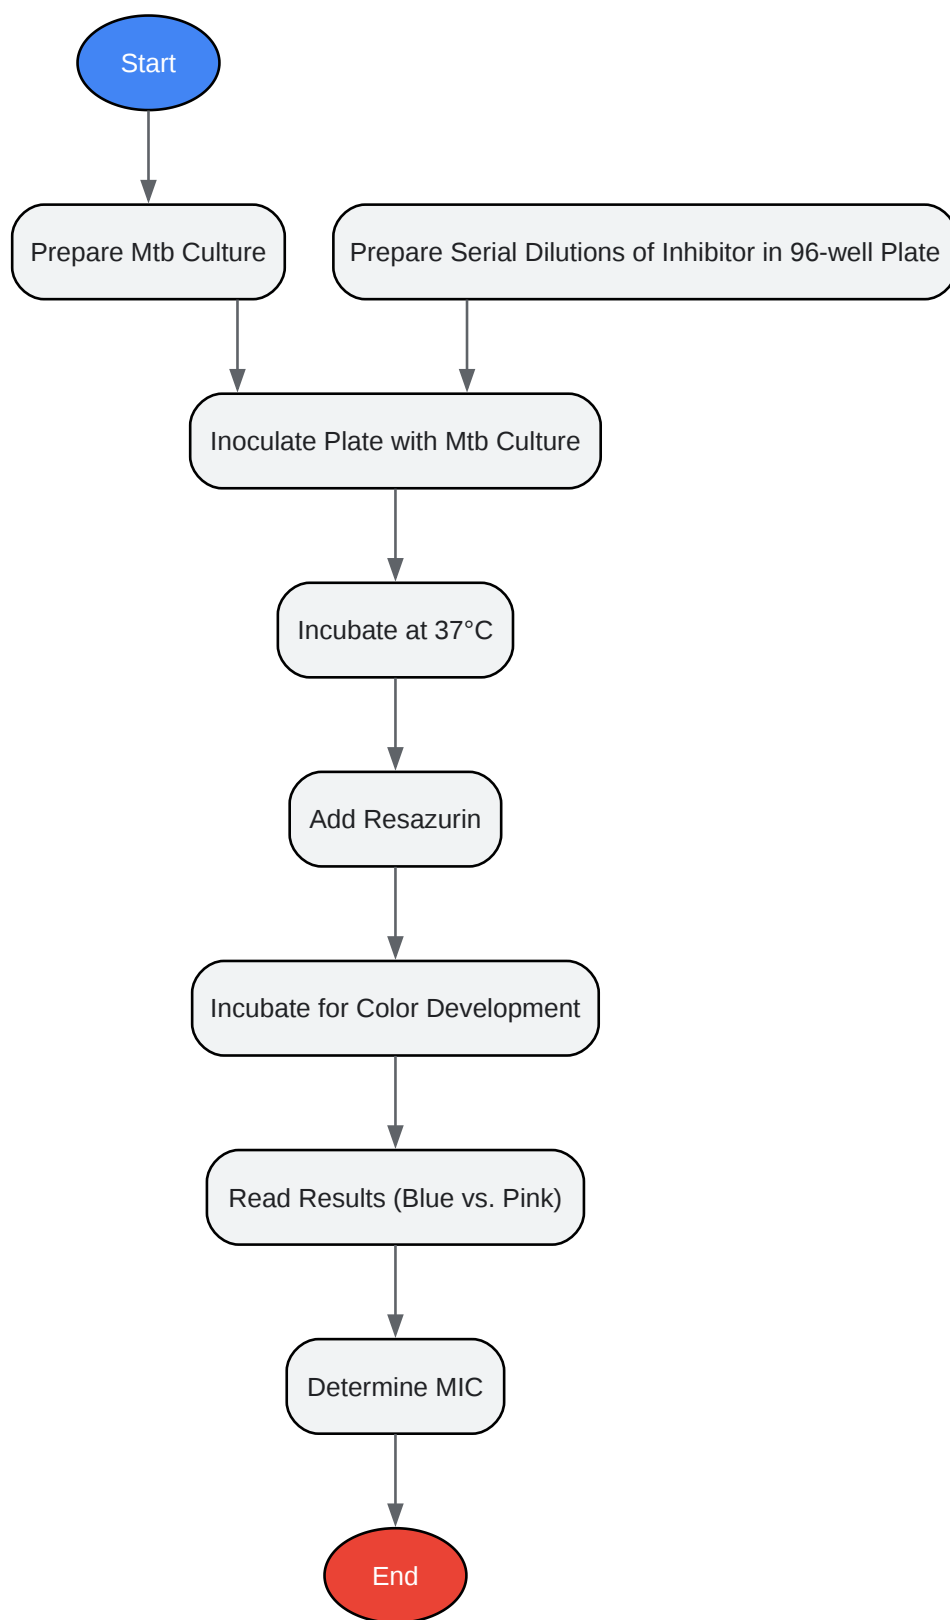 Start
Prepare Mtb Culture
Prepare Serial Dilutions of Inhibitor in 96-well Plate
Inoculate Plate with Mtb Culture
Incubate at 37°C
Add Resazurin
Incubate for Color Development
Read Results (Blue vs. Pink)
Determine MIC
End